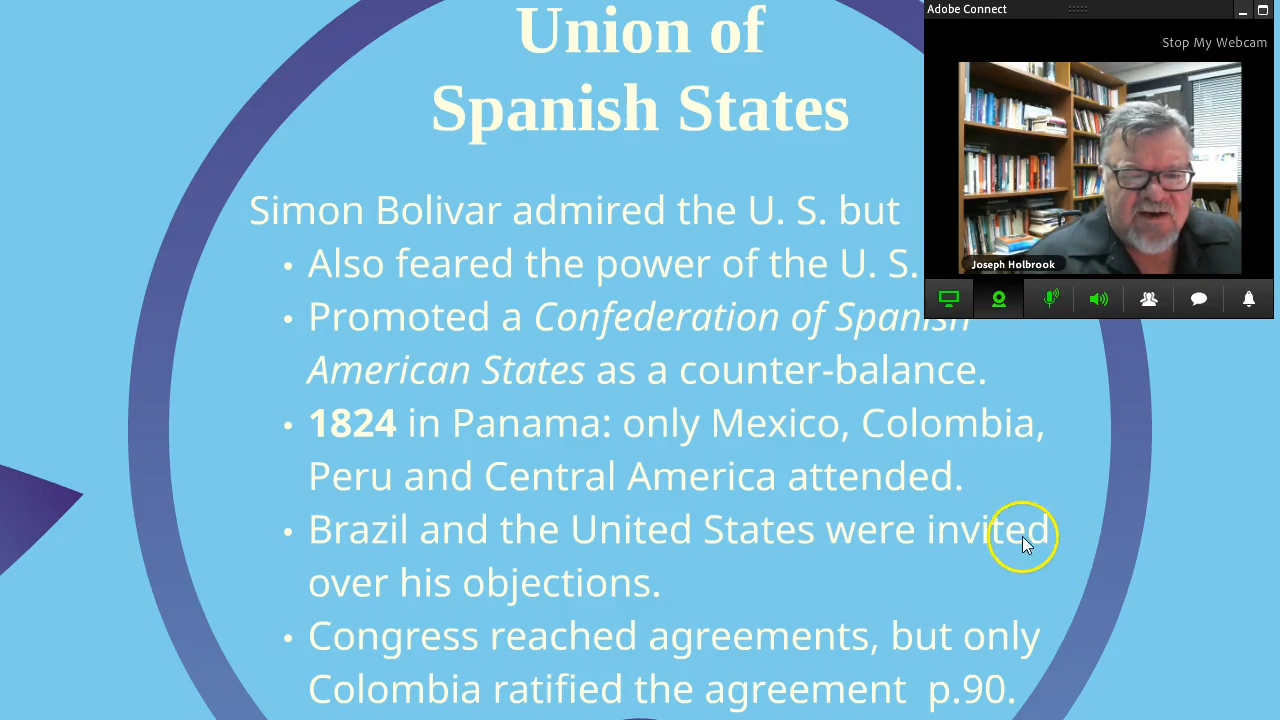 Union of
Spanish States
Adobe Connect
Stop My Webcam
Joseph Holbrook
Simon Bolivar admired the U. S. but
• Also feared the power of the U. S.
• Promoted a Confederation of Spanish
American States as a counter-balance.
• 1824 in Panama: only Mexico, Colombia,
Peru and Central America attended.
• Brazil and the United States were invited
over his objections.
• Congress reached agreements, but only
Colombia ratified the agreement p.90.